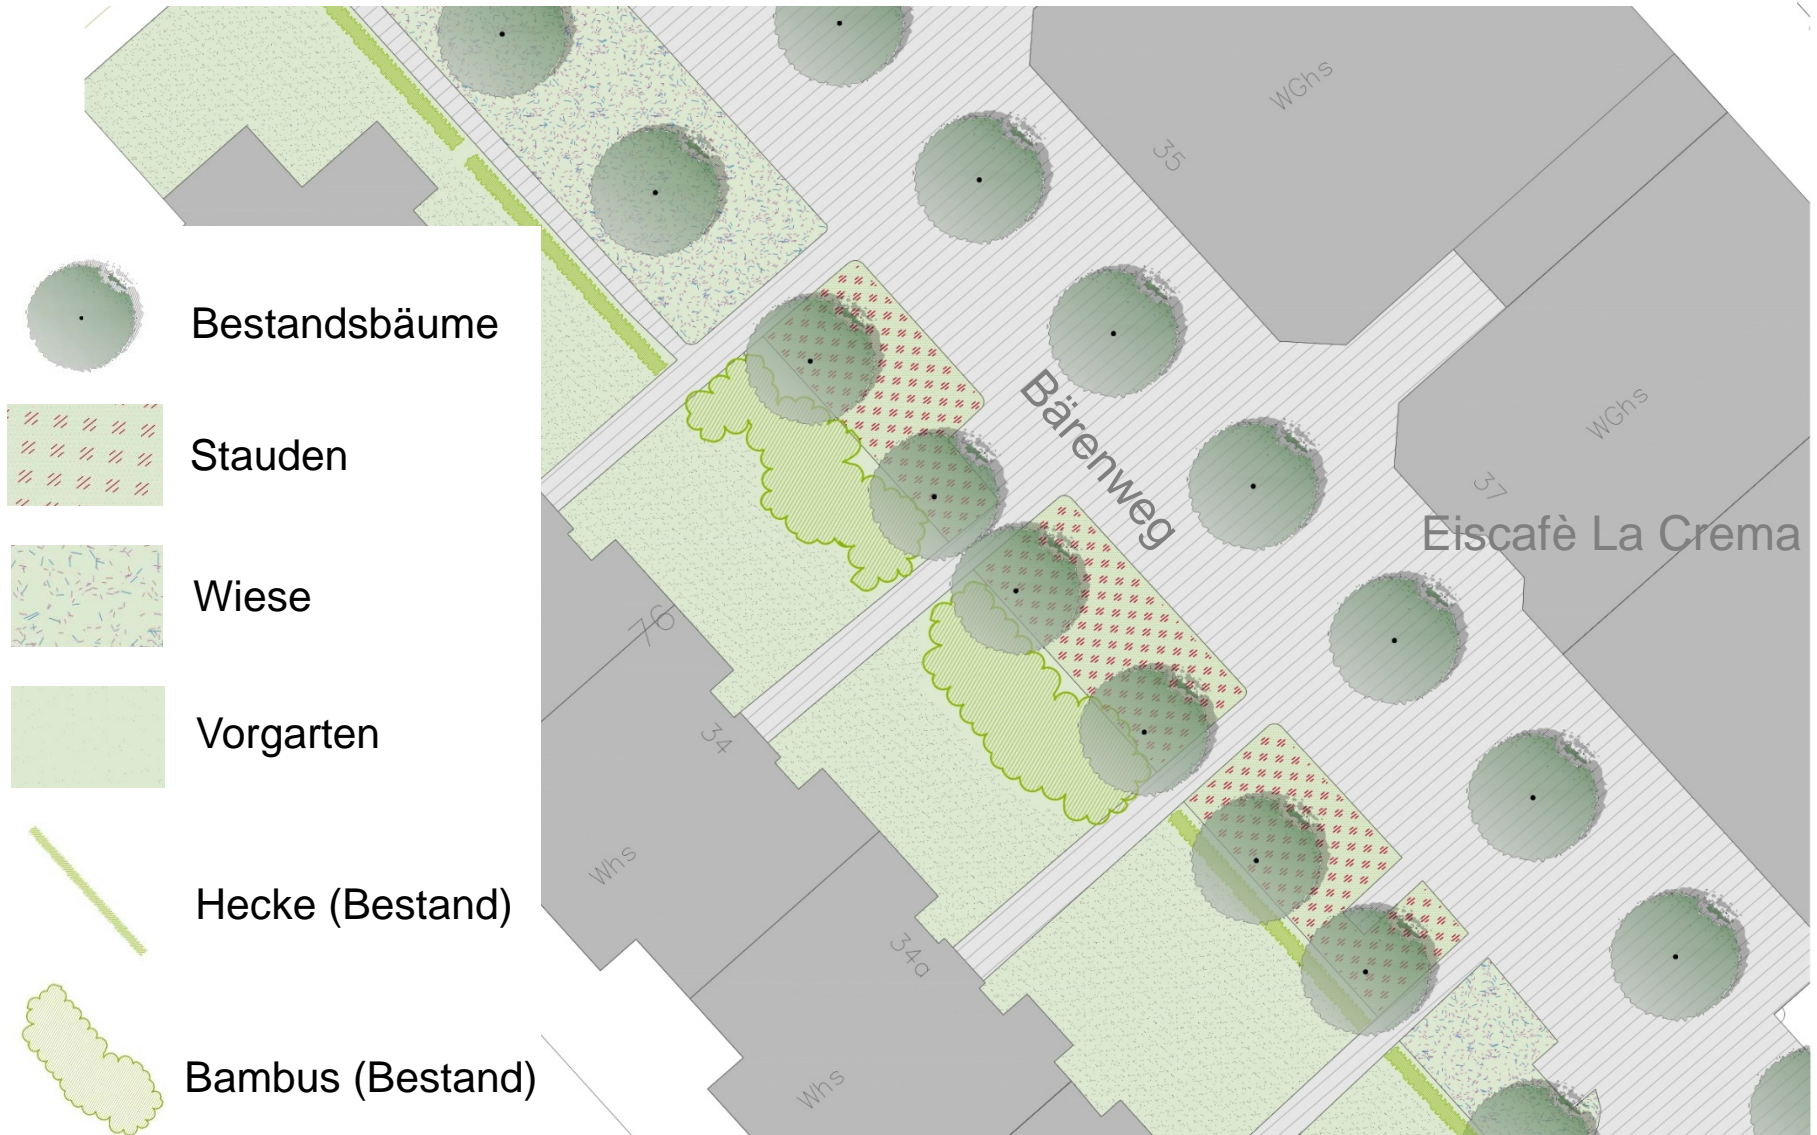 WGhs
35
Bestandsbäume
Bärenweg
WGhs
Stauden
37
Eiscafè La Crema
Wiese
76
Vorgarten
34
Whs
Hecke (Bestand)
34a
Bambus (Bestand)
Whs